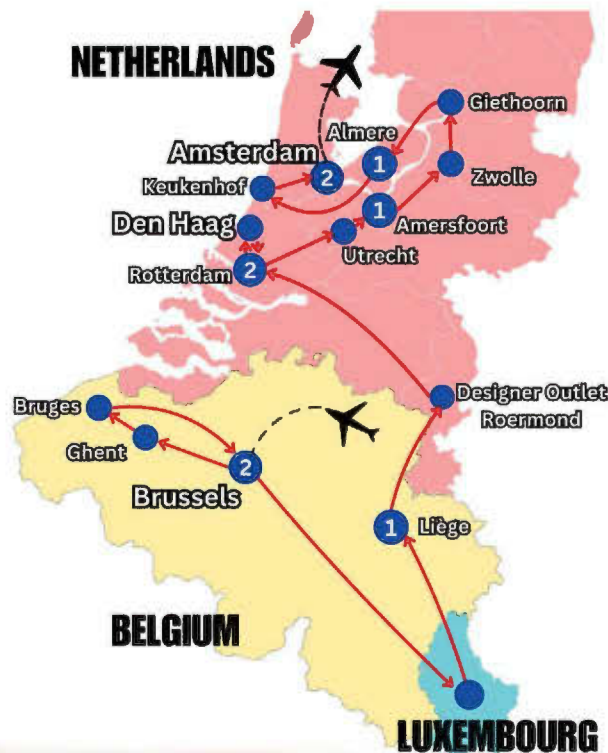 NETHERLANDS
Giethoorn
Almere
1
Amsterdam
2
Zwolle
Keukenhof
1
Den Haag
Amersfoort
Utrecht
Rotterdam
2
Designer Outlet
Roermond
Bruges
Ghent
2
Brussels
1
Liège
BELGIUM
LUXEMBOURG